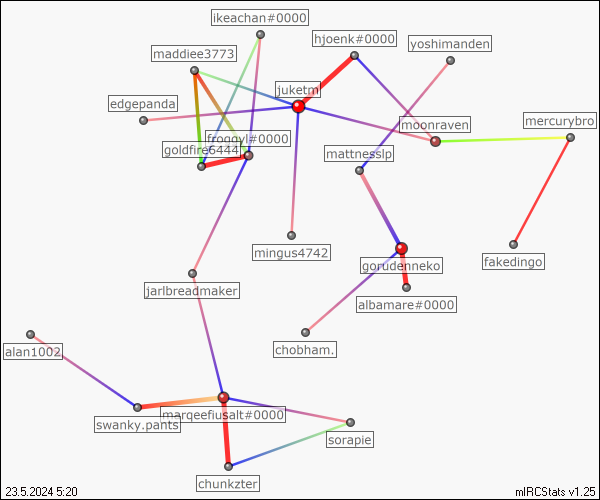 ikeachan#0000
hjoenk#0000
yoshimanden
maddiee3773
juketm
edgepanda
moonraven
mercurybro
froggyl#0000
goldfire6444
mattnesslp
mingus4742
fakedingo
gorudenneko
jarlbreadmaker
albamare#0000
chobham.
alan1002
marqeefiusalt#0000
swanky.pants
sorapie
chunkzter
23.5.2024 5:20
mIRCStats v1.25